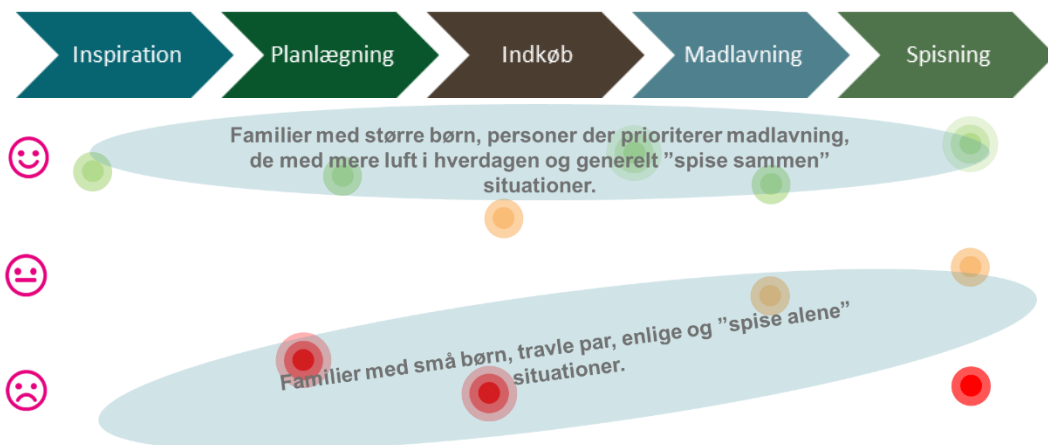 Inspiration
Planlægning
Indkøb
Madlavning
Spisning
Familier med større børn, personer der prioriterer madlavning,
de med mere luft i hverdagen og generelt ”spise sammen”
situationer.
Familier med små børn, travle par, enlige og ”spise alene”
situationer.